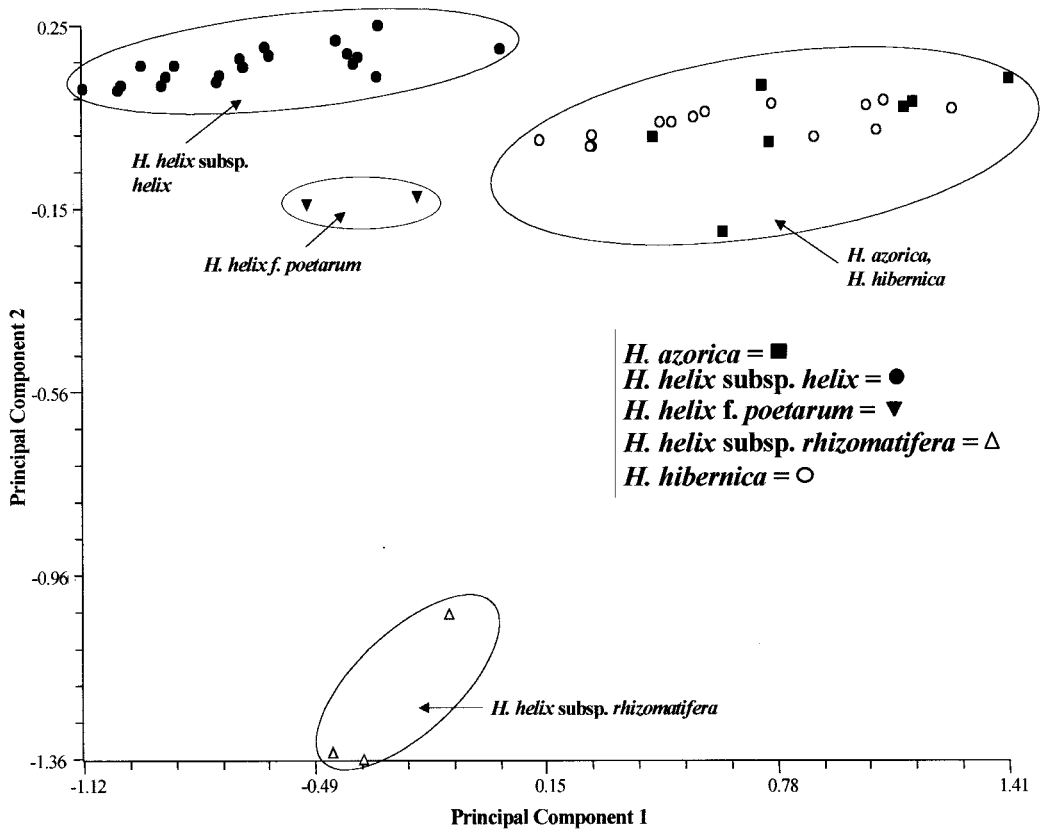 0.25
-0.15
-0.56
-0.96
-1.36
Principal Component 2
H. helix subsp.
helix
H. helix f. poetarum
H. azorica,
H. hibernica
H. azorica = ■
H. helix subsp. helix = ●
H. helix f. poetarum = ▼
H. helix subsp. rhizomatifera = △
H. hibernica = ○
H. helix subsp. rhizomatifera
-1.12
-0.49
0.15
0.78
1.41
Principal Component 1